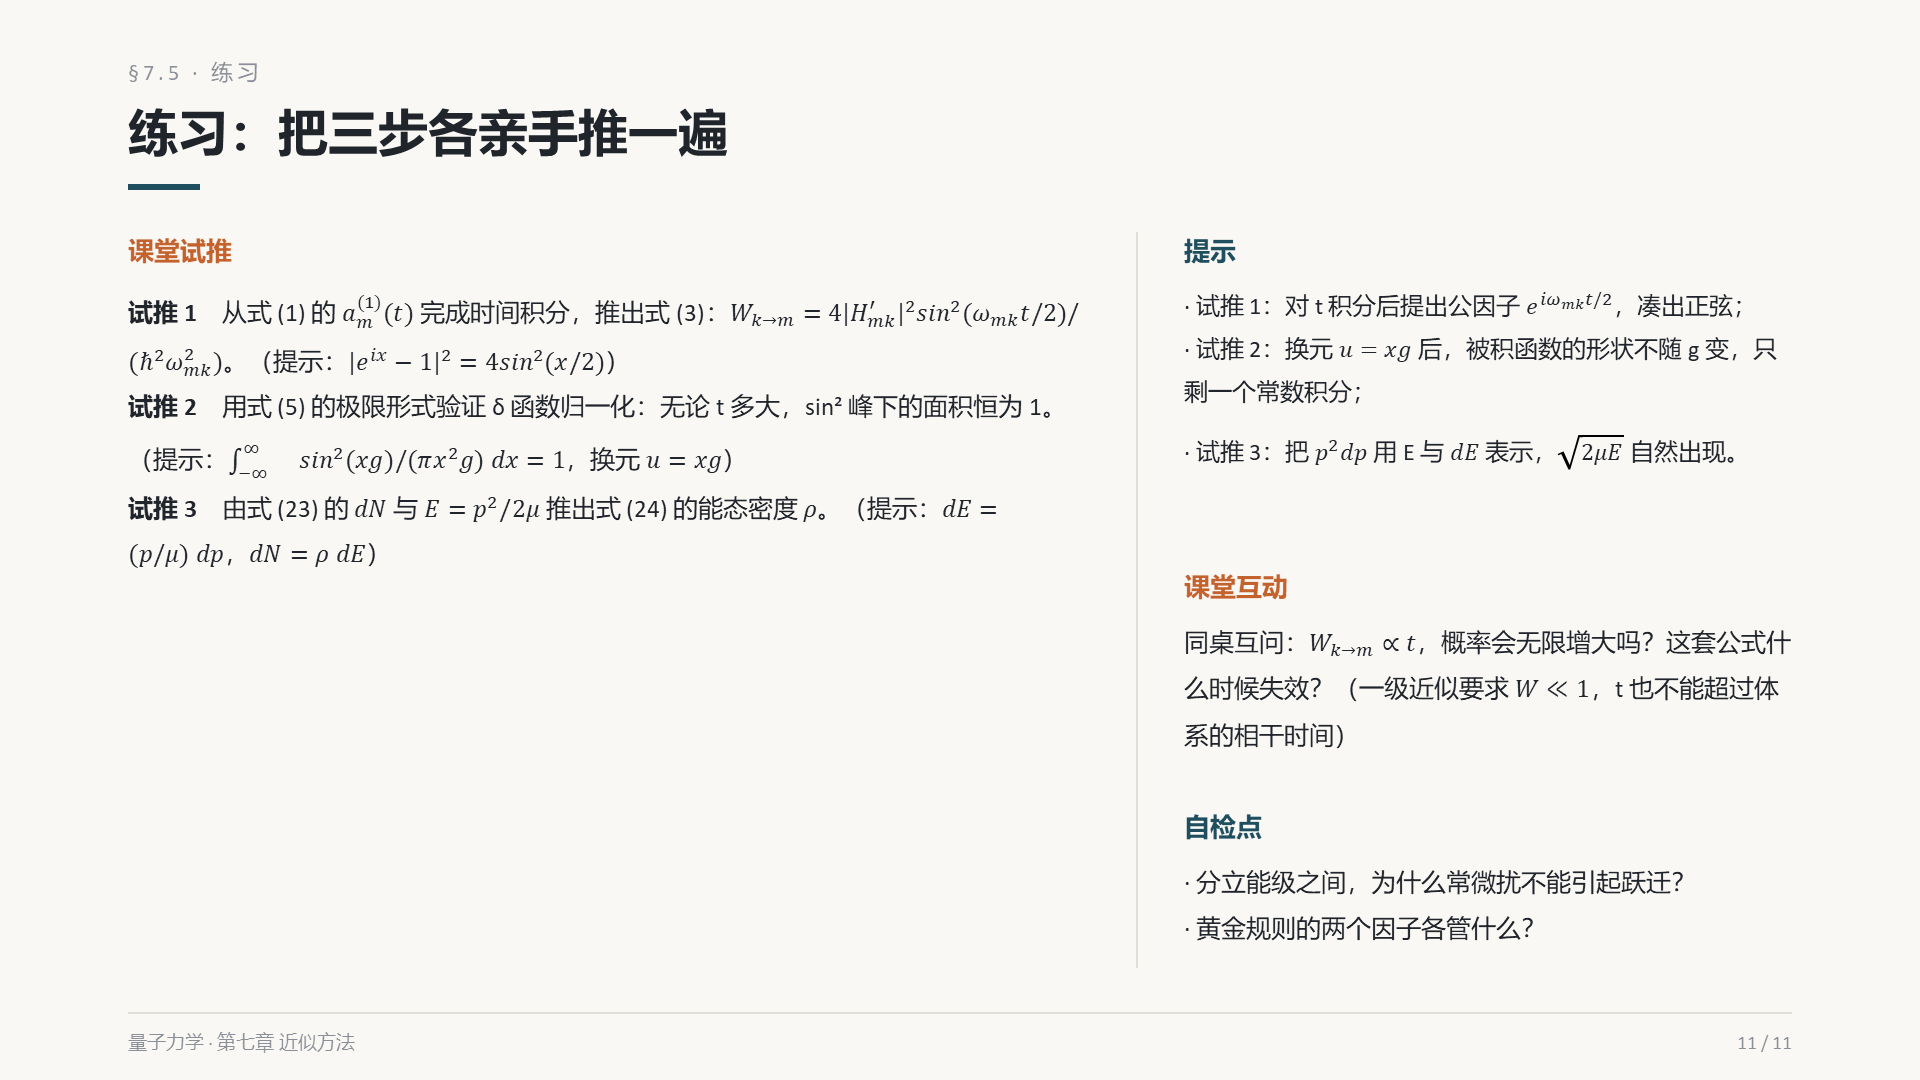 §7.5 · 练习
练习：把三步各亲手推一遍
课堂试推
试推 1　从式 (1) 的 $a_m^{(1)}(t)$ 完成时间积分，推出式 (3)：$W_{k→m} = 4|H'_{mk}|^2 sin^2(ω_{mk}t/2)/$
$(ℏ^2ω_{mk}^2)$。（提示：$|e^{ix} − 1|^2 = 4sin^2(x/2)$）
试推 2　用式 (5) 的极限形式验证 δ 函数归一化：无论 t 多大，sin² 峰下的面积恒为 1。
（提示：$∫_{−∞}^{∞} sin^2(xg)/(πx^2g) dx = 1$，换元 $u = xg$）
试推 3　由式 (23) 的 $dN$ 与 $E = p^2/2μ$ 推出式 (24) 的能态密度 $ρ$。（提示：$dE =$
$(p/μ) dp$，$dN = ρ dE$）
提示
· 试推 1：对 t 积分后提出公因子 $e^{iω_{mk}t/2}$，凑出正弦；
· 试推 2：换元 $u = xg$ 后，被积函数的形状不随 g 变，只
剩一个常数积分；
· 试推 3：把 $p^2dp$ 用 E 与 $dE$ 表示，$\sqrt{2μE}$ 自然出现。
课堂互动
同桌互问：$W_{k→m} ∝ t$，概率会无限增大吗？这套公式什
么时候失效？（一级近似要求 $W ≪ 1$，t 也不能超过体
系的相干时间）
自检点
· 分立能级之间，为什么常微扰不能引起跃迁？
· 黄金规则的两个因子各管什么？
量子力学 · 第七章 近似方法
11 / 11